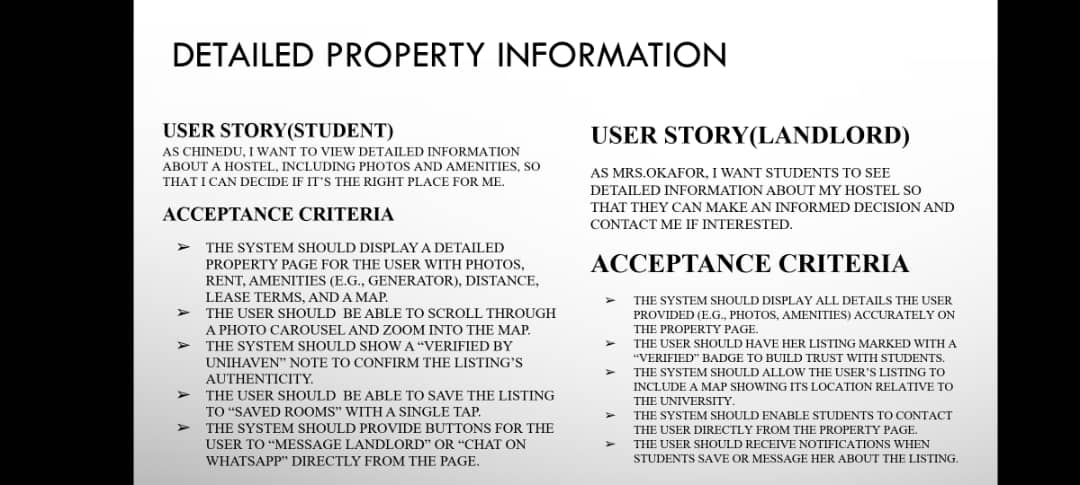 DETAILED PROPERTY INFORMATION
USER STORY(STUDENT)
AS CHINEDU, I WANT TO VIEW DETAILED INFORMATION
ABOUT A HOSTEL, INCLUDING PHOTOS AND AMENITIES, SO
THAT I CAN DECIDE IF IT'S THE RIGHT PLACE FOR ME.
ACCEPTANCE CRITERIA
➢ THE SYSTEM SHOULD DISPLAY A DETAILED
PROPERTY PAGE FOR THE USER WITH PHOTOS,
RENT, AMENITIES (E.G., GENERATOR), DISTANCE,
LEASE TERMS, AND A MAP.
➢ THE USER SHOULD BE ABLE TO SCROLL THROUGH
A PHOTO CAROUSEL AND ZOOM INTO THE MAP.
➢ THE SYSTEM SHOULD SHOW A “VERIFIED BY
UNIHAVEN” NOTE TO CONFIRM THE LISTING’S
AUTHENTICITY.
➢ THE USER SHOULD BE ABLE TO SAVE THE LISTING
TO “SAVED ROOMS” WITH A SINGLE TAP.
➢ THE SYSTEM SHOULD PROVIDE BUTTONS FOR THE
USER TO “MESSAGE LANDLORD” OR “CHAT ON
WHATSAPP” DIRECTLY FROM THE PAGE.
USER STORY(LANDLORD)
AS MRS.OKAFOR, I WANT STUDENTS TO SEE
DETAILED INFORMATION ABOUT MY HOSTEL SO
THAT THEY CAN MAKE AN INFORMED DECISION AND
CONTACT ME IF INTERESTED.
ACCEPTANCE CRITERIA
➢ THE SYSTEM SHOULD DISPLAY ALL DETAILS THE USER
PROVIDED (E.G., PHOTOS, AMENITIES) ACCURATELY ON
THE PROPERTY PAGE.
➢ THE USER SHOULD HAVE HER LISTING MARKED WITH A
“VERIFIED” BADGE TO BUILD TRUST WITH STUDENTS.
➢ THE SYSTEM SHOULD ALLOW THE USER’S LISTING TO
INCLUDE A MAP SHOWING ITS LOCATION RELATIVE TO
THE UNIVERSITY.
➢ THE SYSTEM SHOULD ENABLE STUDENTS TO CONTACT
THE USER DIRECTLY FROM THE PROPERTY PAGE.
➢ THE USER SHOULD RECEIVE NOTIFICATIONS WHEN
STUDENTS SAVE OR MESSAGE HER ABOUT THE LISTING.